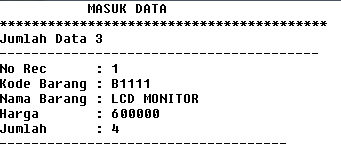 MASUK DATA
*****************************************
Jumlah Data 3
----------------------------------------
No Rec : 1
Kode Barang : B1111
Nama Barang : LCD MONITOR
Harga : 600000
Jumlah : 4
------------------------------------